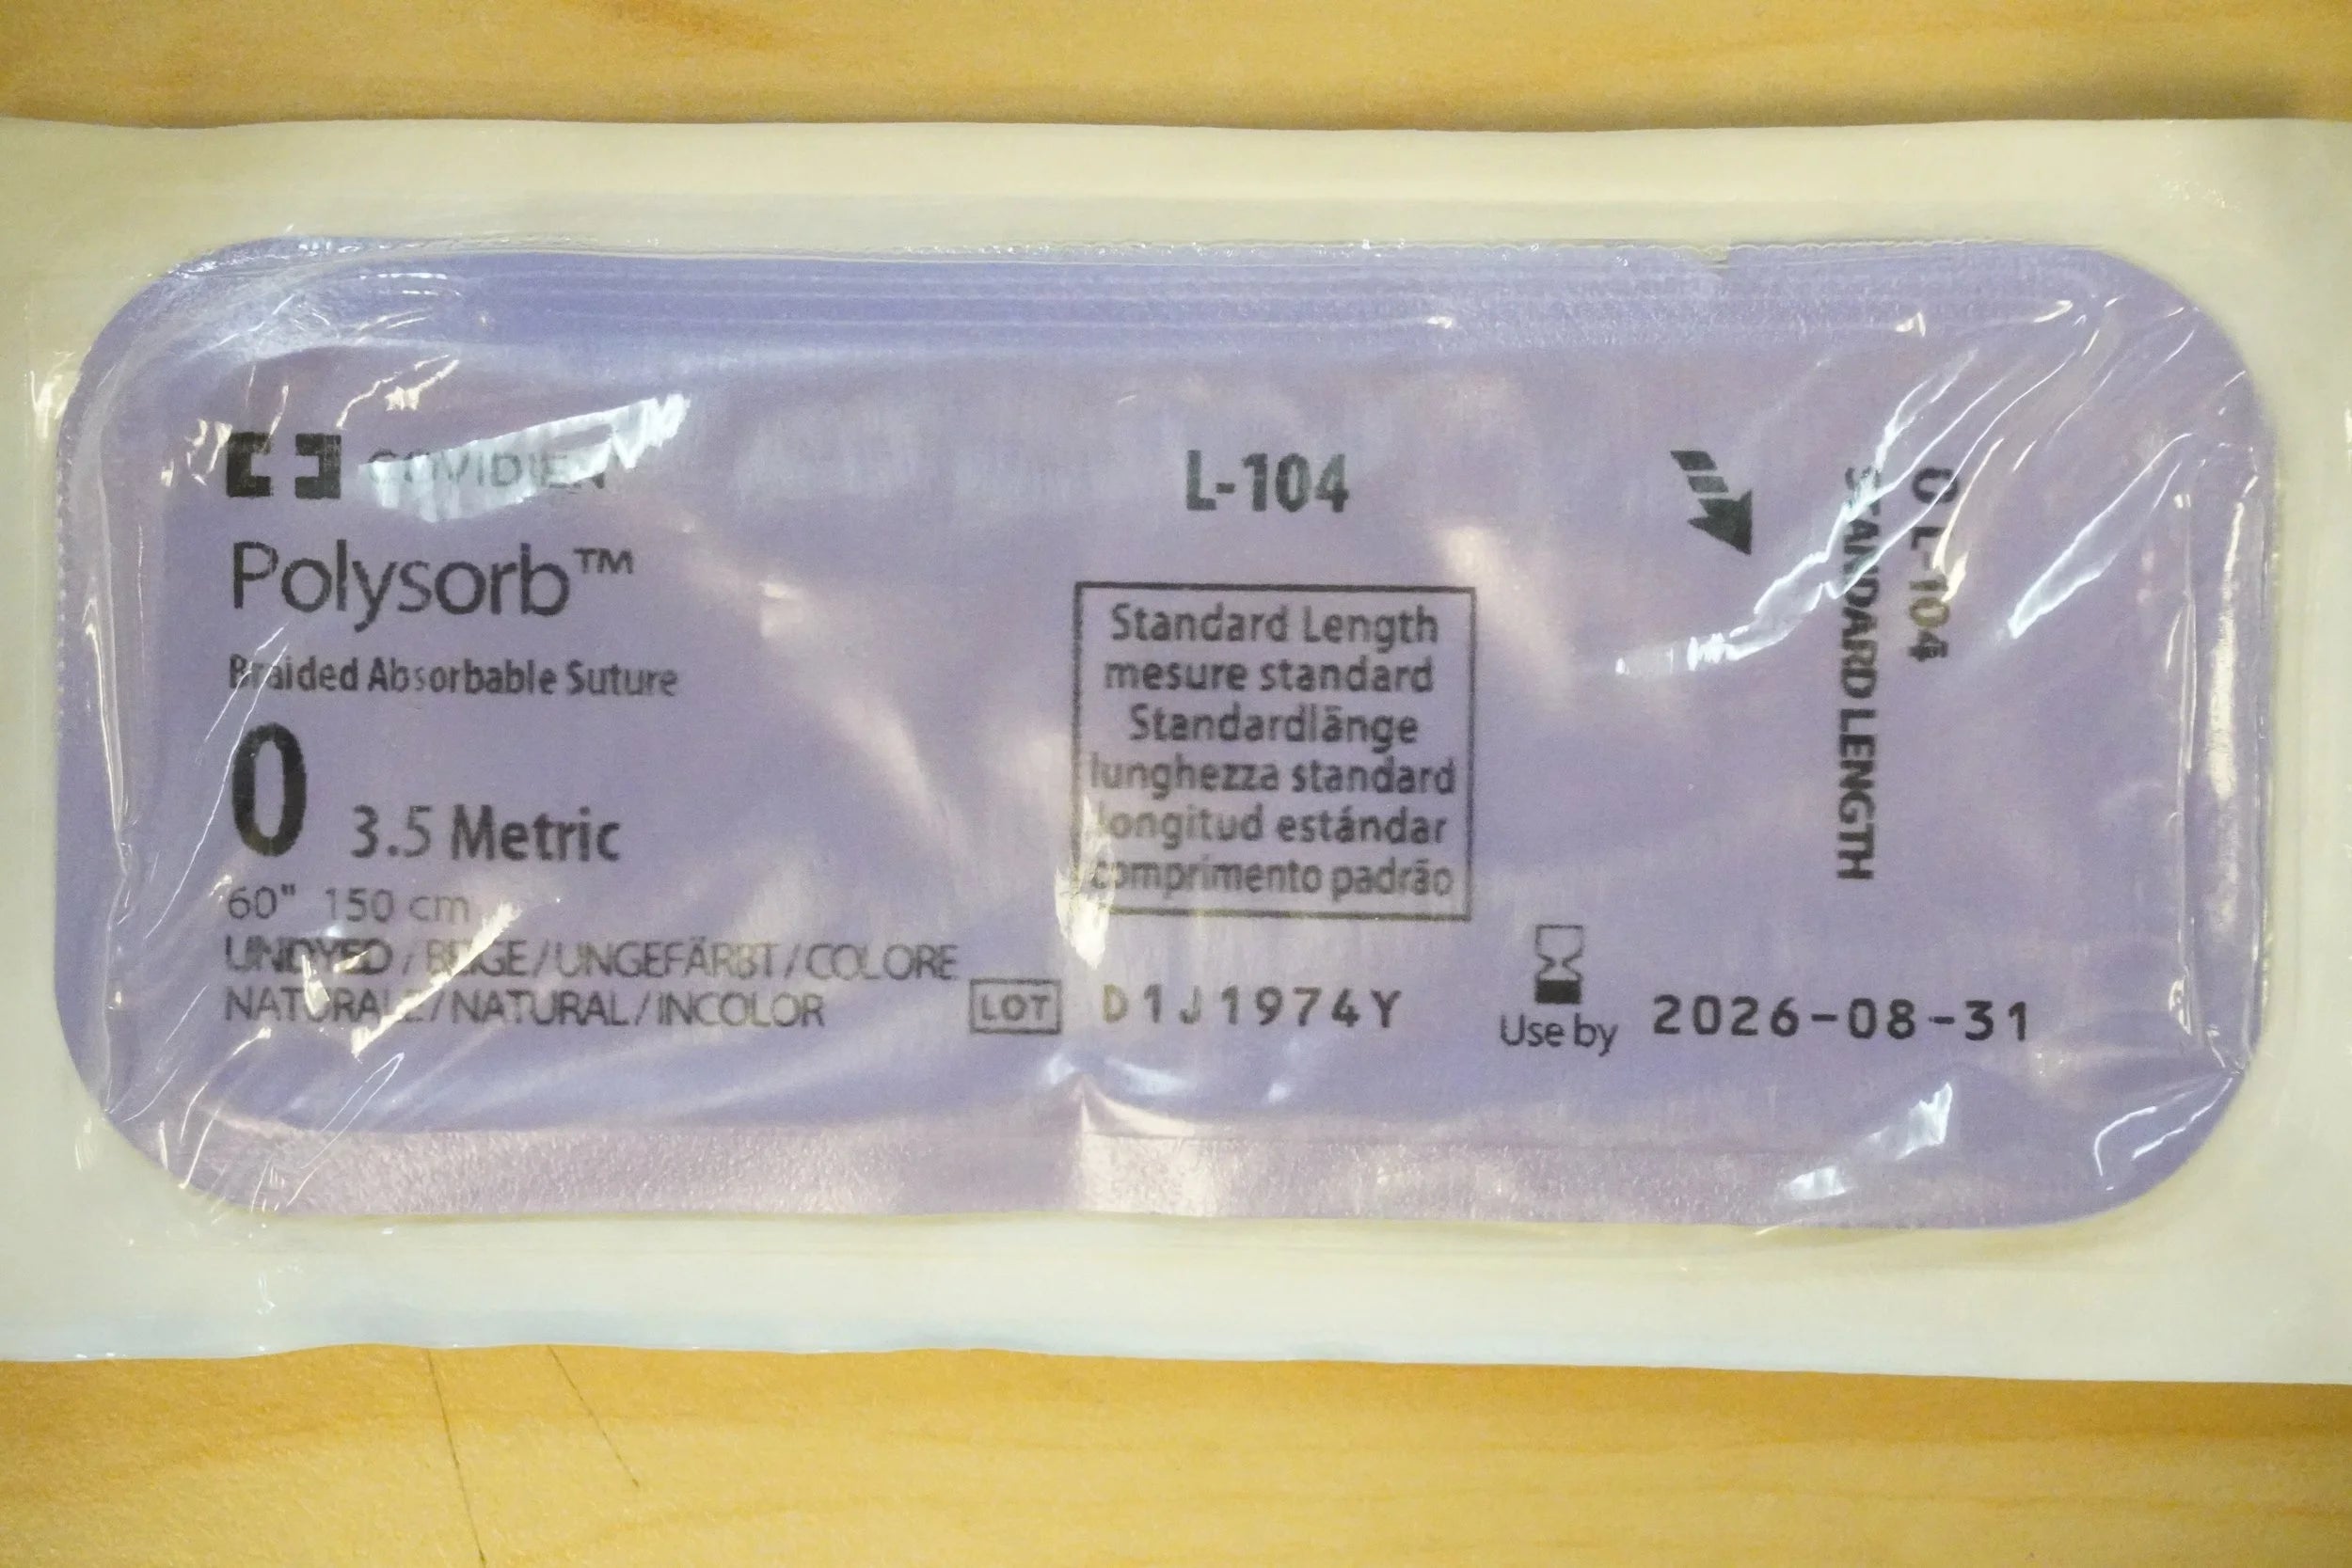 COVIDIEN
Polysorb™
Braided Absorbable Suture
0 3.5 Metric
60" 150 cm
UNDYED / BEIGE / UNGEFÄRBT / COLORE
NATURALE / NATURAL / INCOLOR
L-104
Standard Length
mesure standard
Standardlänge
lunghezza standard
longitud estándar
comprimento padrão
LOT D1J1974Y
Use by 2026-08-31
0 L-104
STANDARD LENGTH